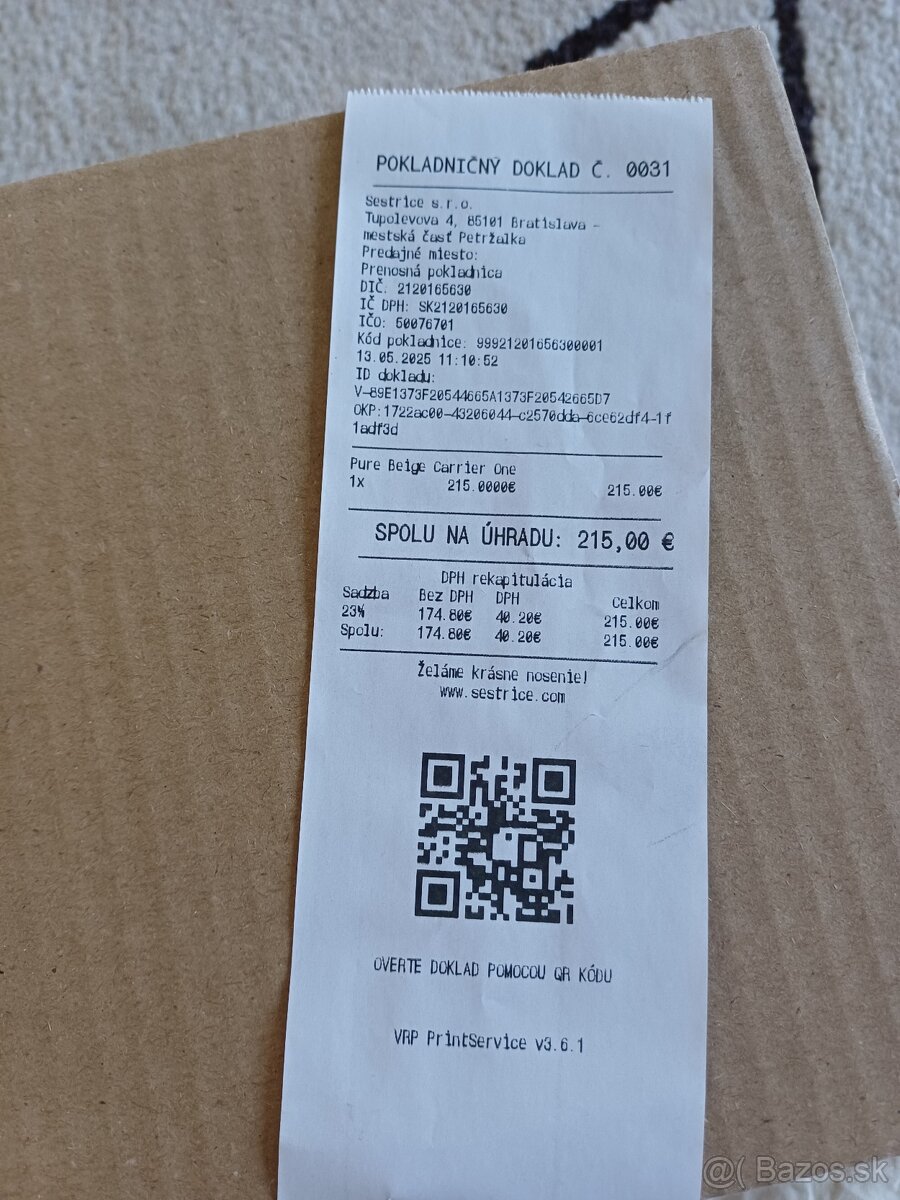 POKLADNIČNÝ DOKLAD Č. 0031
Sestrice s.r.o.
Tupolevova 4, 85101 Bratislava -
mestská časť Petržalka
Predajné miesto:
Prenosná pokladnica
DIČ: 2120165630
IČ DPH: SK2120165630
IČO: 50076701
Kód pokladnice: 99921201656300001
13.05.2025 11:10:52
ID dokladu:
V-89E1373F20544665A1373F20542665D7
OKP:1722ac00-43206044-c2570dda-6ce62df4-1f
1adf3d
Pure Beige Carrier One
1x 215.0000€ 215.00€
SPOLU NA ÚHRADU: 215,00 €
DPH rekapitulácia
Sadzba Bez DPH DPH Celkom
23% 174.80€ 40.20€ 215.00€
Spolu: 174.80€ 40.20€ 215.00€
Želáme krásne nosenie!
www.sestrice.com
OVERTE DOKLAD POMOCOU QR KÓDU
VRP PrintService v3.6.1
@( Bazos.sk